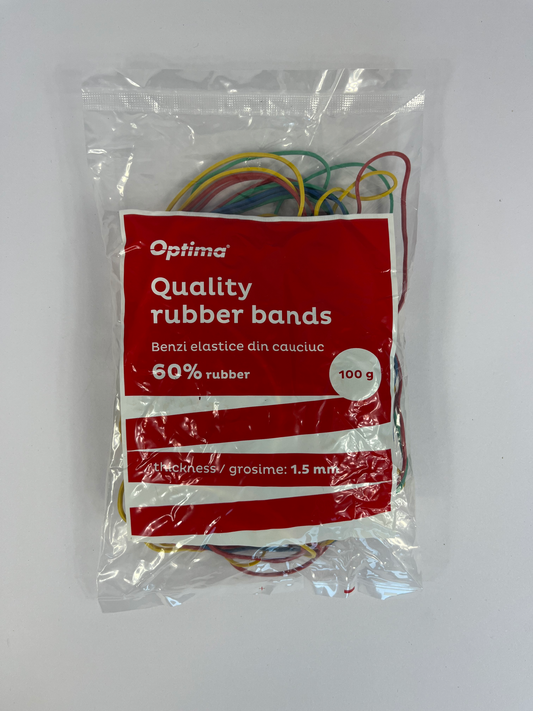 Optima®
Quality
rubber bands
Benzi elastice din cauciuc
60% rubber
100 g
thickness / grosime: 1.5 mm